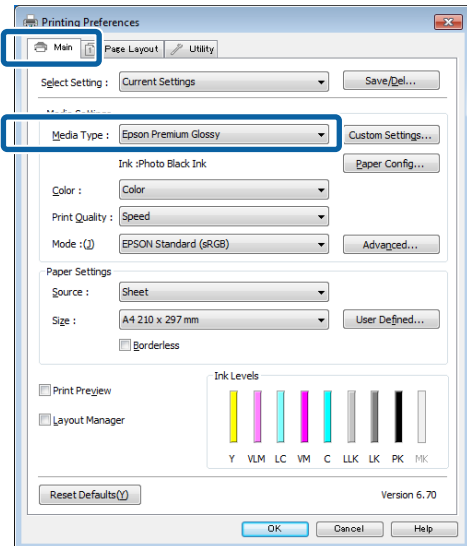 Printing Preferences
Main Page Layout Utility
Select Setting : Current Settings Save/Del...
Media Settings
Media Type : Epson Premium Glossy Custom Settings...
Ink :Photo Black Ink Paper Config...
Color : Color
Print Quality : Speed
Mode :(J) EPSON Standard (sRGB) Advanced...
Paper Settings
Source : Sheet
Size : A4 210 x 297 mm User Defined...
Borderless
Ink Levels
Print Preview
Layout Manager
Y VLM LC VM C LLK LK PK MK
Reset Defaults(Y) Version 6.70
OK Cancel Help